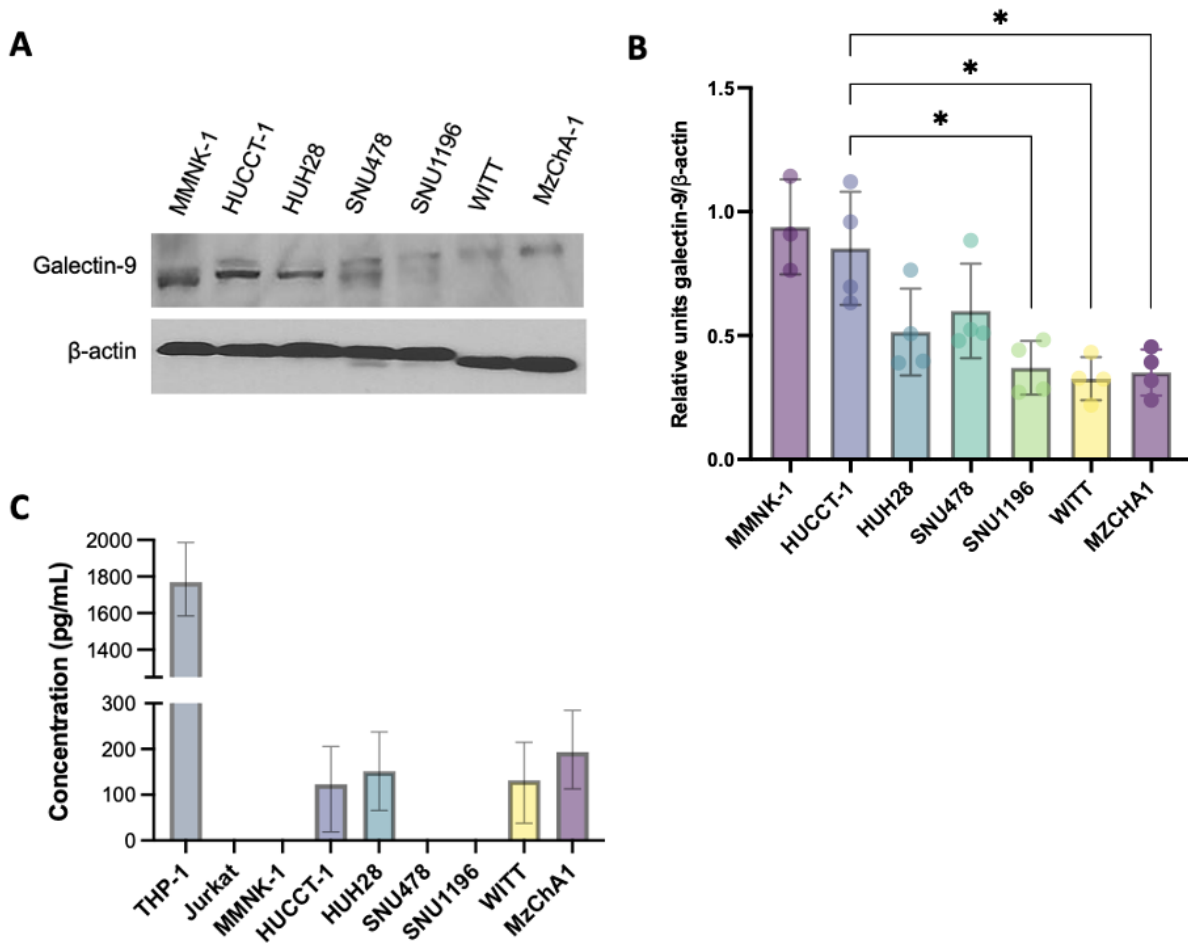 A
MMNK-1
HUCCT-1
HUH28
SNU478
SNU1196
WITT
MzChA-1
Galectin-9
β-actin
B
*
*
*
Relative units galectin-9/β-actin
1.5
1.0
0.5
0.0
MMNK-1
HUCCT-1
HUH28
SNU478
SNU1196
WITT
MZCHA1
C
Concentration (pg/mL)
2000
1800
1600
1400
300
200
100
0
THP-1
Jurkat
MMNK-1
HUCCT-1
HUH28
SNU478
SNU1196
WITT
MzChA1